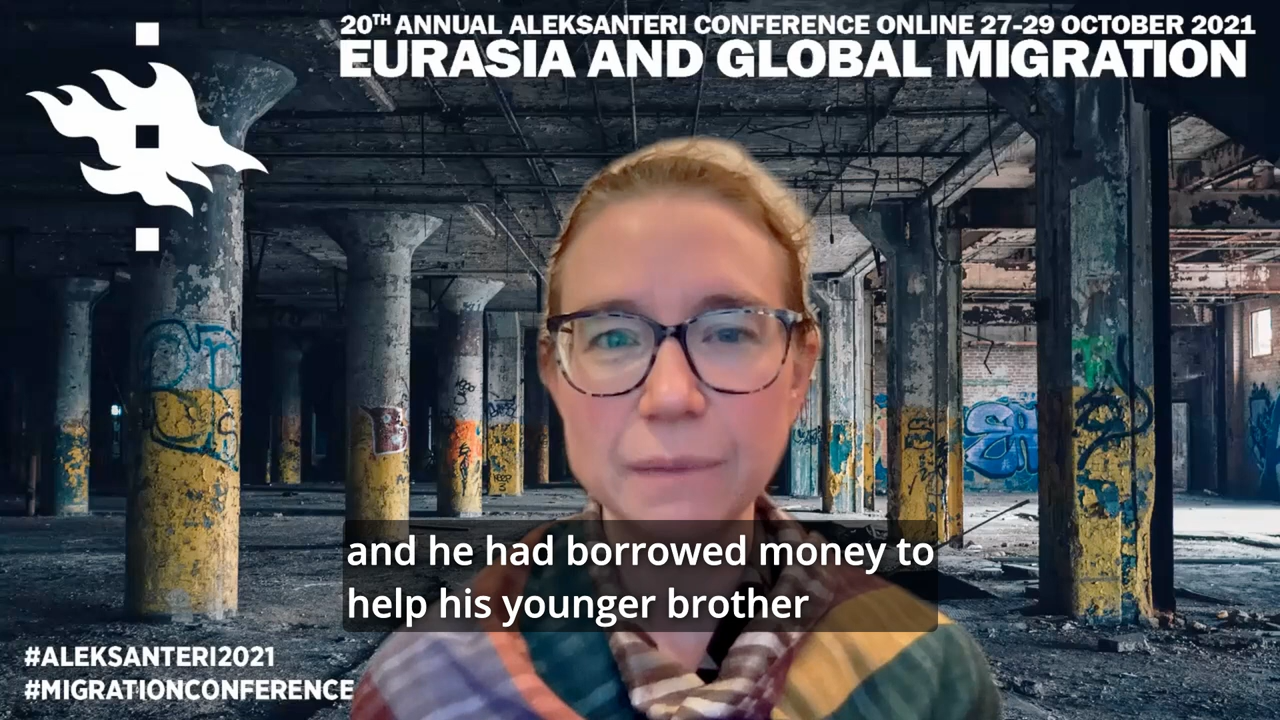 20TH ANNUAL ALEKSANTERI CONFERENCE ONLINE 27-29 OCTOBER 2021
EURASIA AND GLOBAL MIGRATION
and he had borrowed money to
help his younger brother
#ALEKSANTERI2021
#MIGRATIONCONFERENCE